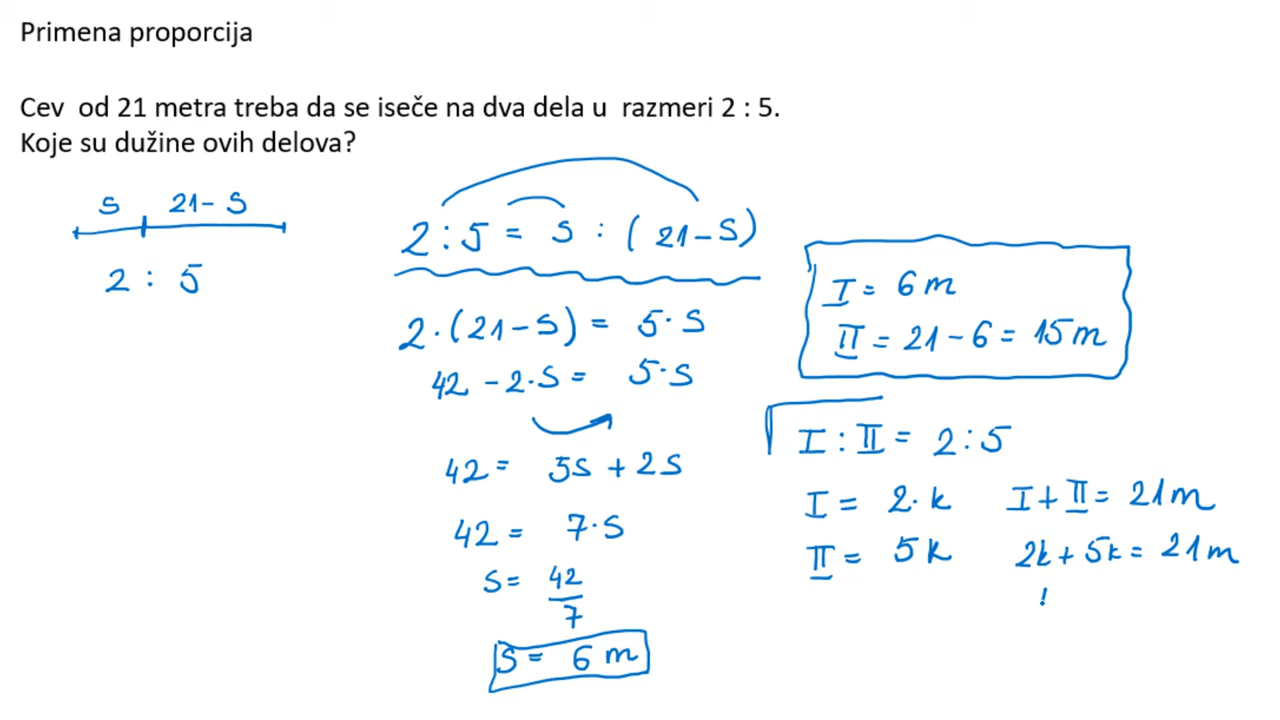 Primena proporcija
Cev od 21 metra treba da se iseče na dva dela u razmeri 2 : 5.
Koje su dužine ovih delova?
S 21 - S
2 : 5
2 : 5 = S : ( 21 - S )
2 · ( 21 - S ) = 5 · S
42 - 2 · S = 5 · S
42 = 5S + 2S
42 = 7 · S
S = 42/7
S = 6 m
I = 6 m
II = 21 - 6 = 15 m
I : II = 2 : 5
I = 2 · k I + II = 21 m
II = 5 k 2k + 5k = 21 m
!